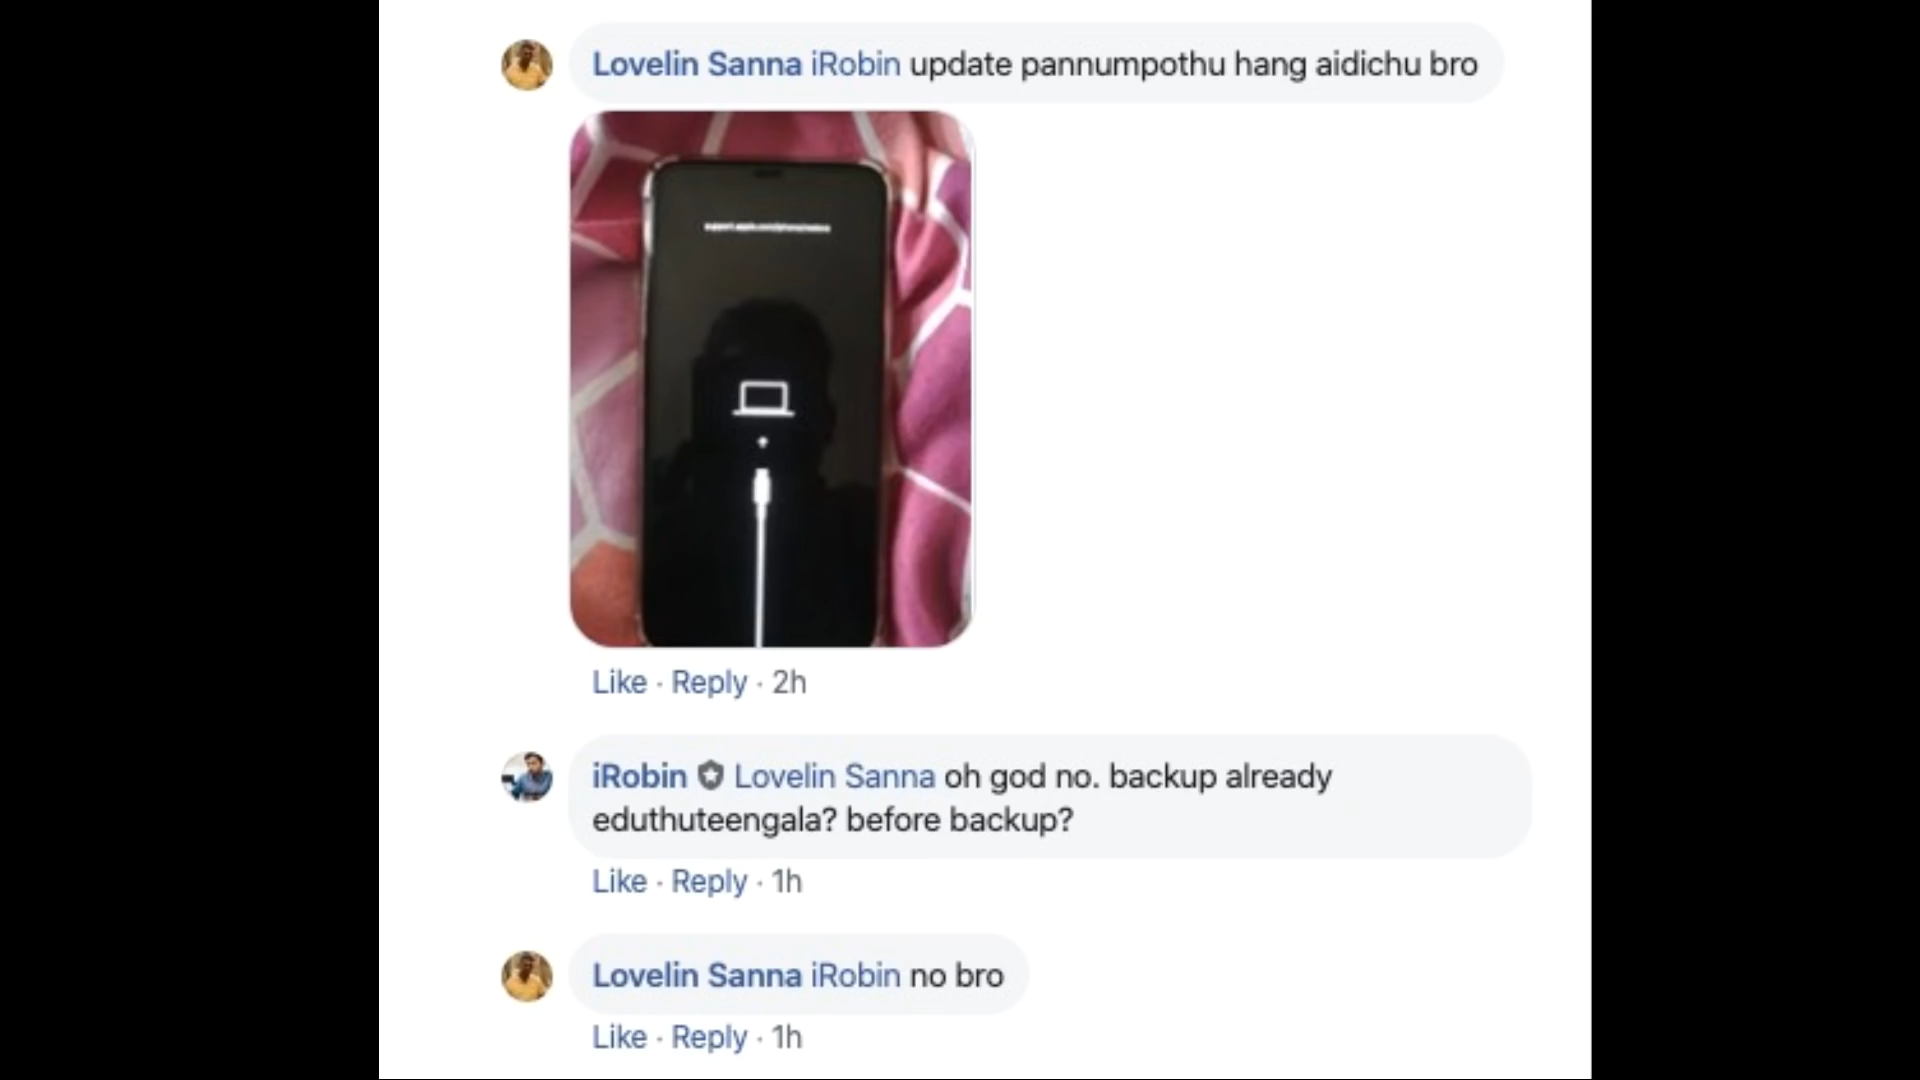 Lovelin Sanna iRobin update pannumpothu hang aidichu bro
Like · Reply · 2h
iRobin Lovelin Sanna oh god no. backup already
eduthuteengala? before backup?
Like · Reply · 1h
Lovelin Sanna iRobin no bro
Like · Reply · 1h